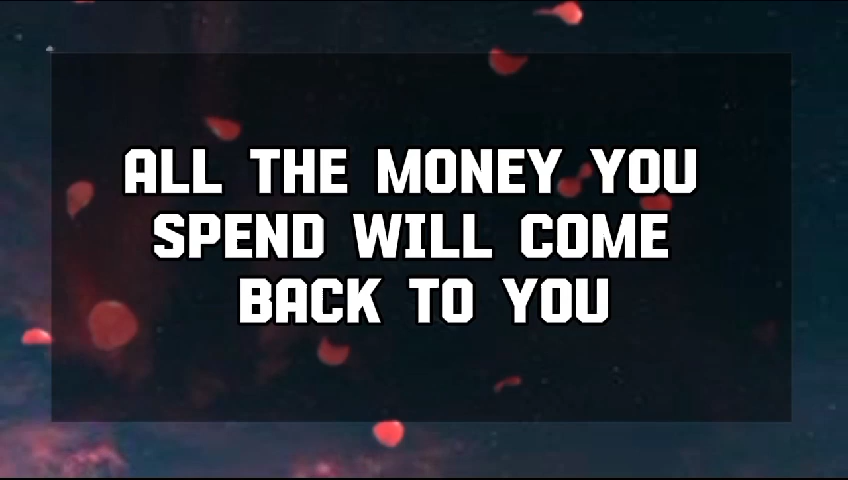 ALL THE MONEY YOU
SPEND WILL COME
BACK TO YOU